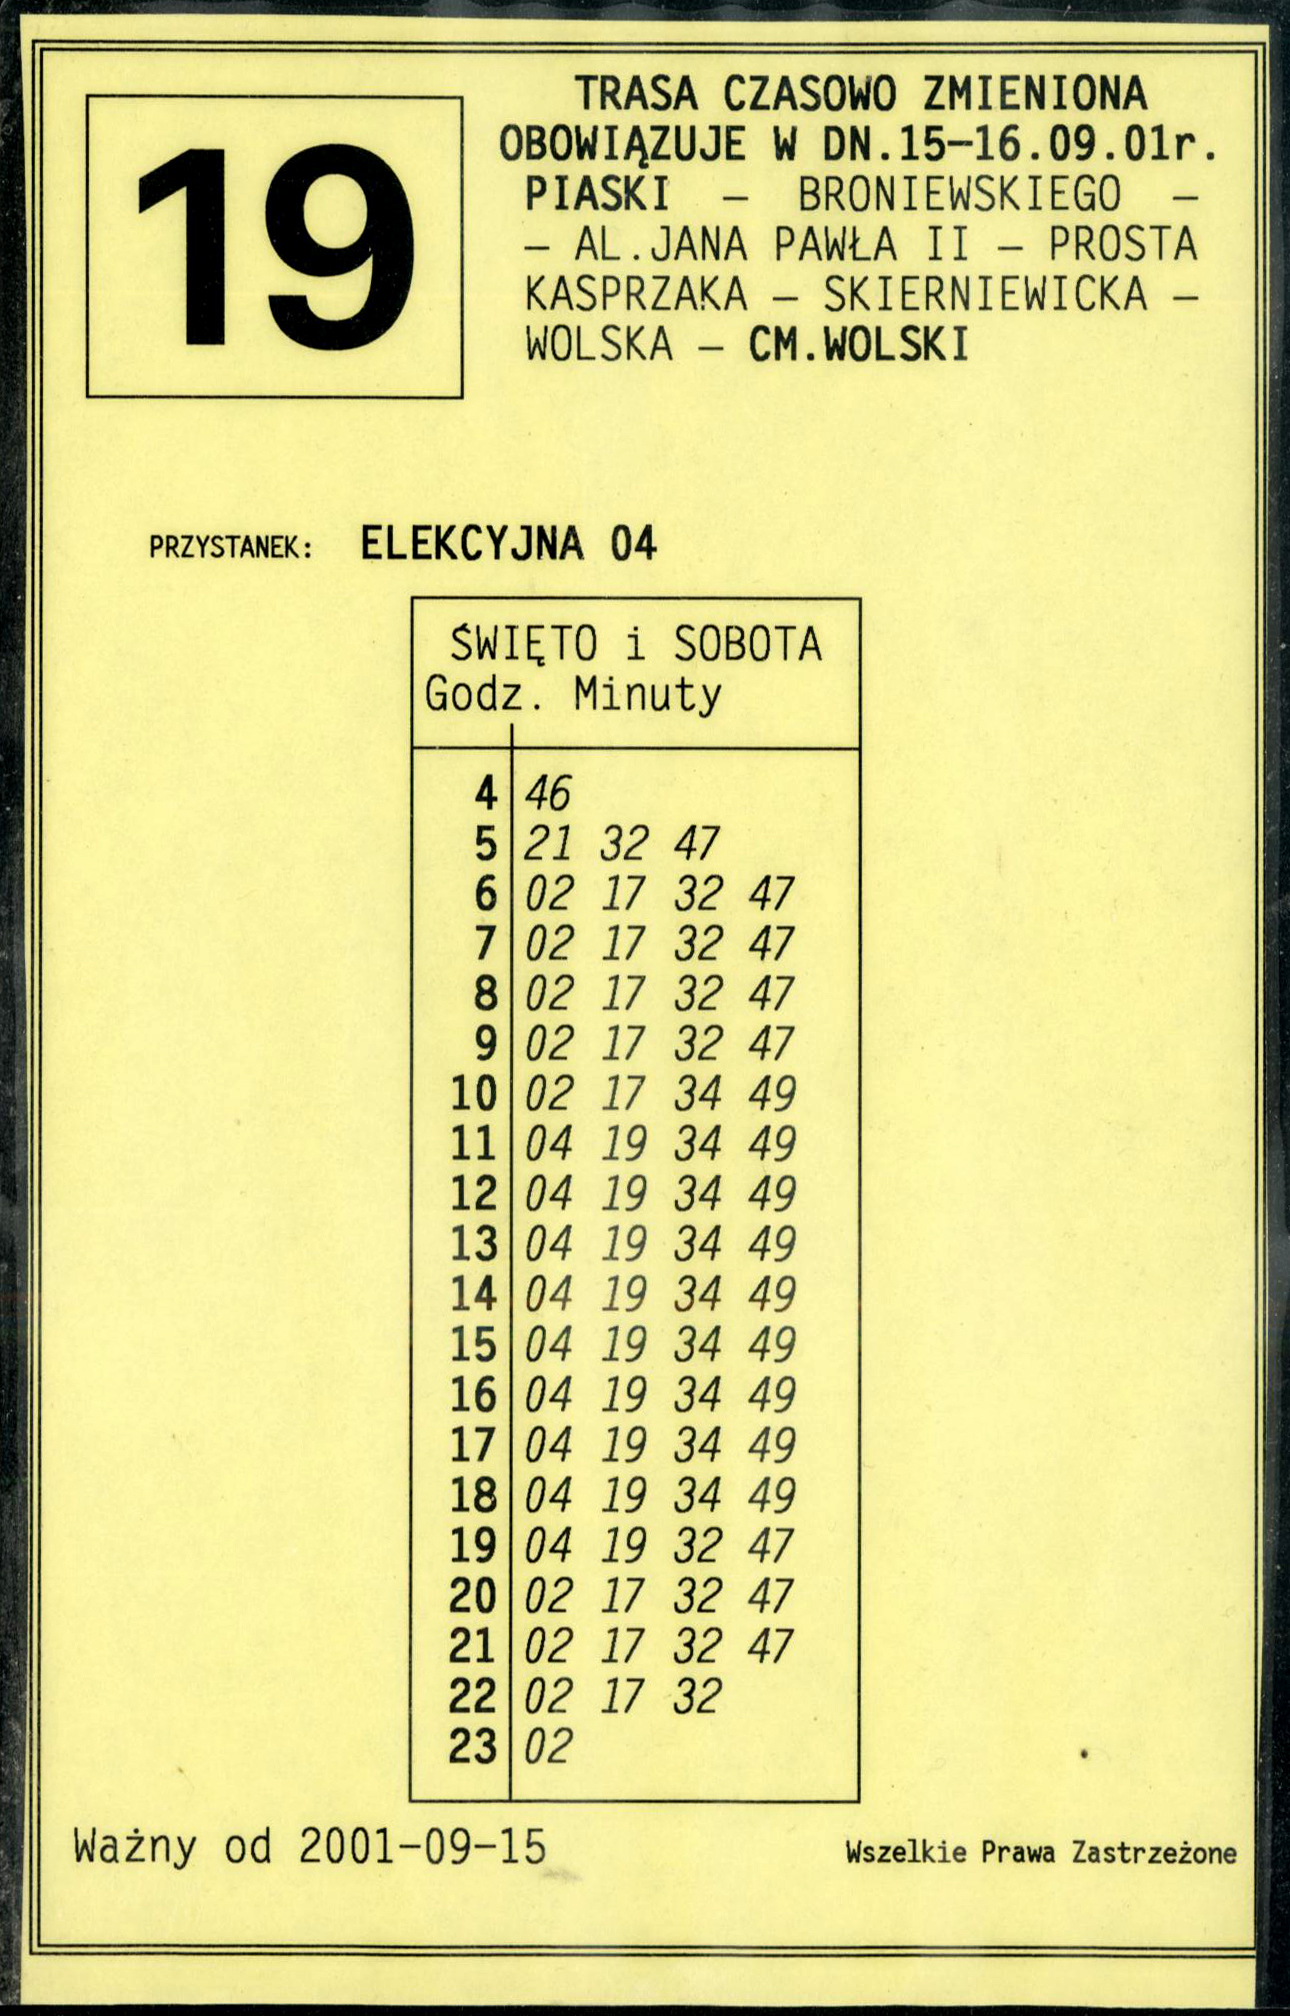 19
TRASA CZASOWO ZMIENIONA
OBOWIĄZUJE W DN.15–16.09.01r.
PIASKI – BRONIEWSKIEGO –
– AL.JANA PAWŁA II – PROSTA
KASPRZAKA – SKIERNIEWICKA –
WOLSKA – CM.WOLSKI
PRZYSTANEK: ELEKCYJNA 04
ŚWIĘTO i SOBOTA
Godz. Minuty
4 46
5 21 32 47
6 02 17 32 47
7 02 17 32 47
8 02 17 32 47
9 02 17 32 47
10 02 17 34 49
11 04 19 34 49
12 04 19 34 49
13 04 19 34 49
14 04 19 34 49
15 04 19 34 49
16 04 19 34 49
17 04 19 34 49
18 04 19 34 49
19 04 19 32 47
20 02 17 32 47
21 02 17 32 47
22 02 17 32
23 02
Ważny od 2001–09–15
Wszelkie Prawa Zastrzeżone